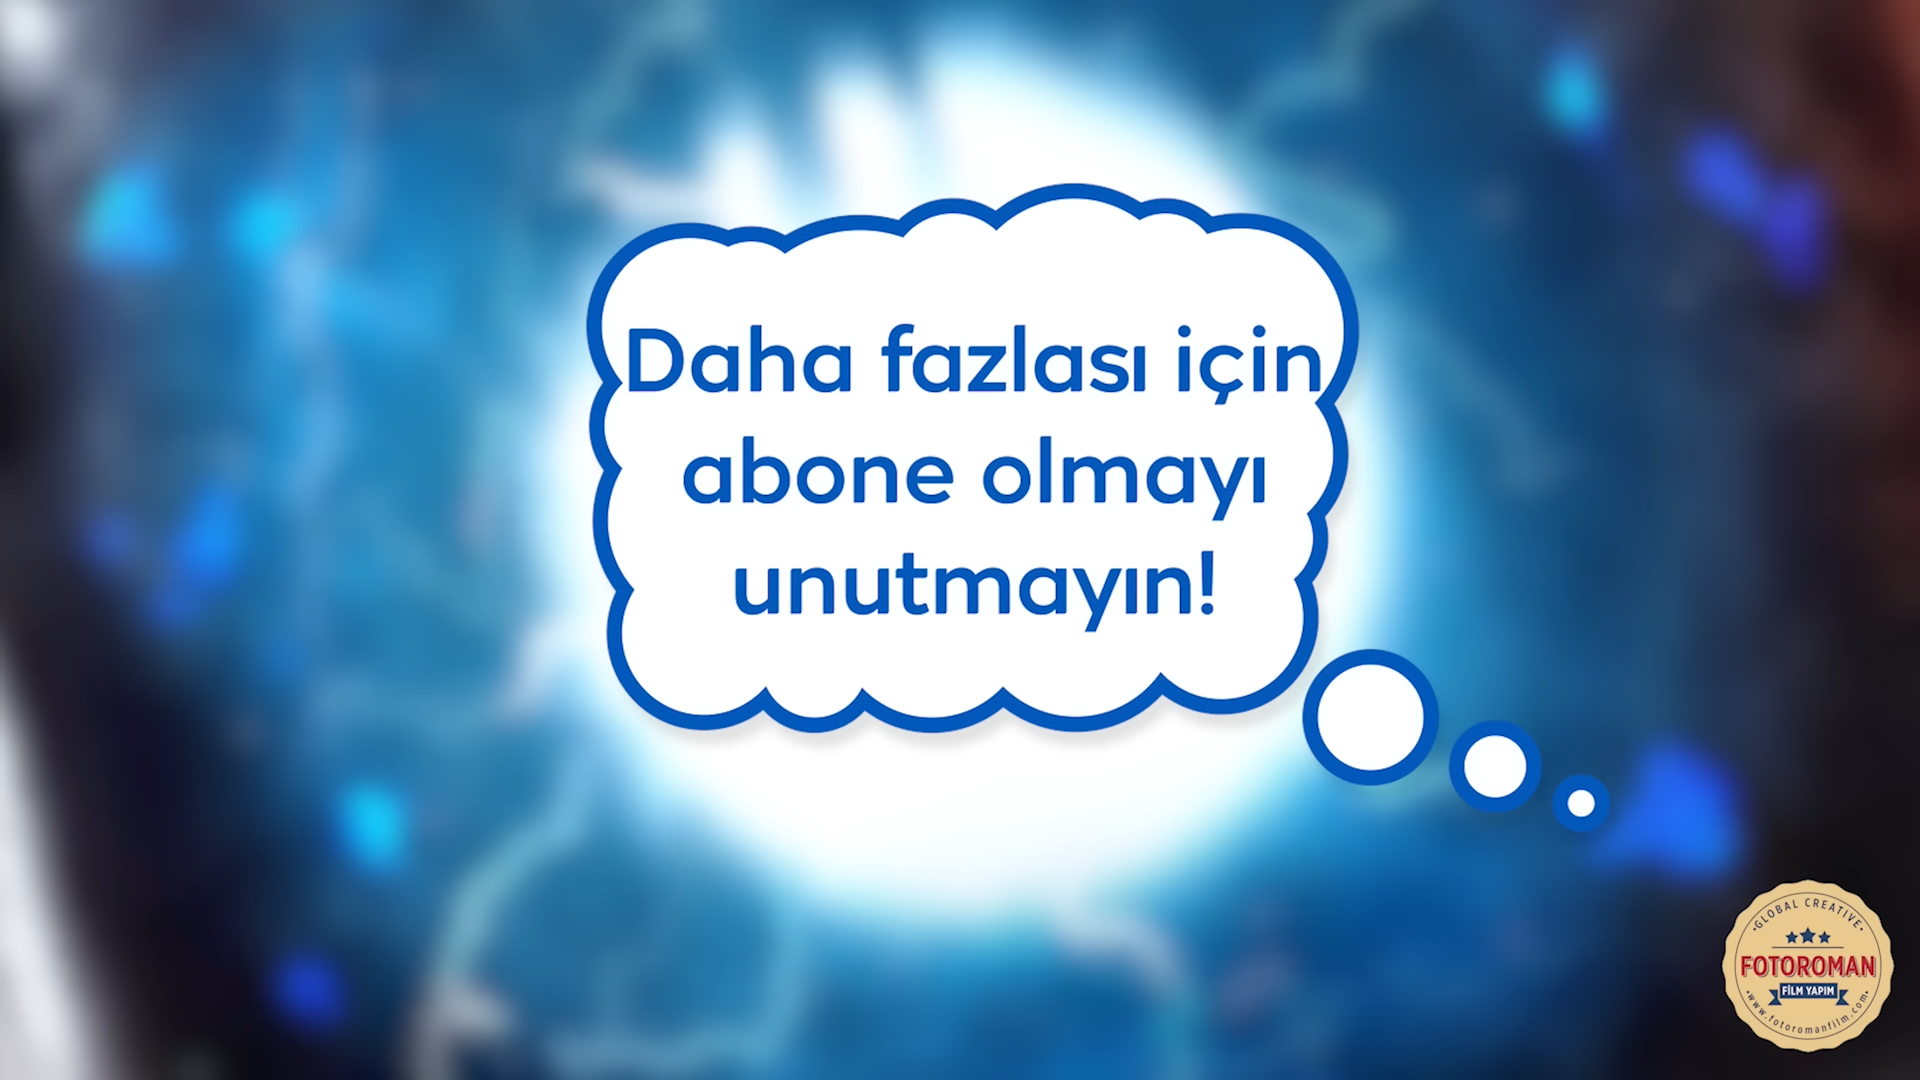 Daha fazlası için
abone olmayı
unutmayın!
GLOBAL CREATIVE
FOTOROMAN
FİLM YAPIM
www.fotoromanfilm.com